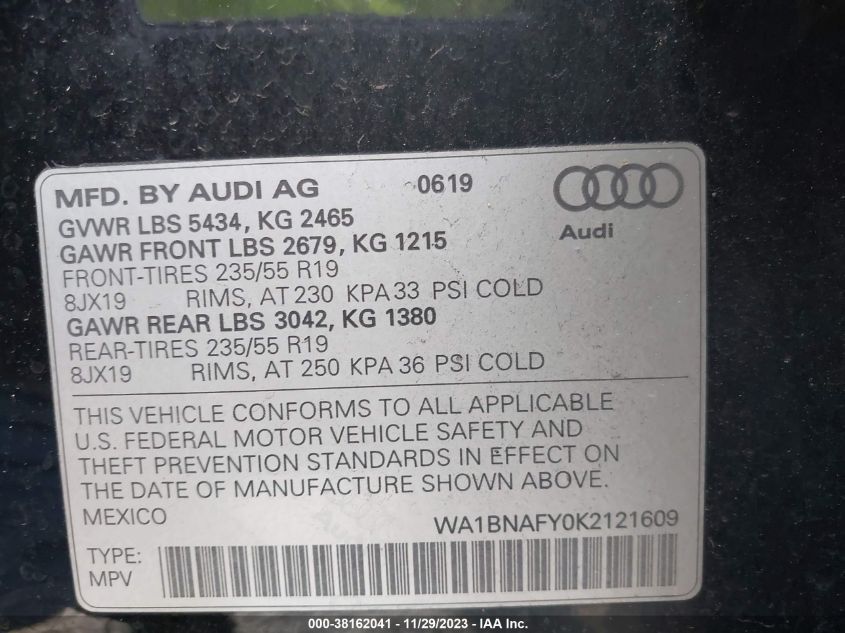 MFD. BY AUDI AG 0619
Audi
GVWR LBS 5434, KG 2465
GAWR FRONT LBS 2679, KG 1215
FRONT-TIRES 235/55 R19
8JX19 RIMS, AT 230 KPA 33 PSI COLD
GAWR REAR LBS 3042, KG 1380
REAR-TIRES 235/55 R19
8JX19 RIMS, AT 250 KPA 36 PSI COLD
THIS VEHICLE CONFORMS TO ALL APPLICABLE
U.S. FEDERAL MOTOR VEHICLE SAFETY AND
THEFT PREVENTION STANDARDS IN EFFECT ON
THE DATE OF MANUFACTURE SHOWN ABOVE.
MEXICO WA1BNAFY0K2121609
TYPE:
MPV
000-38162041 - 11/29/2023 - IAA Inc.